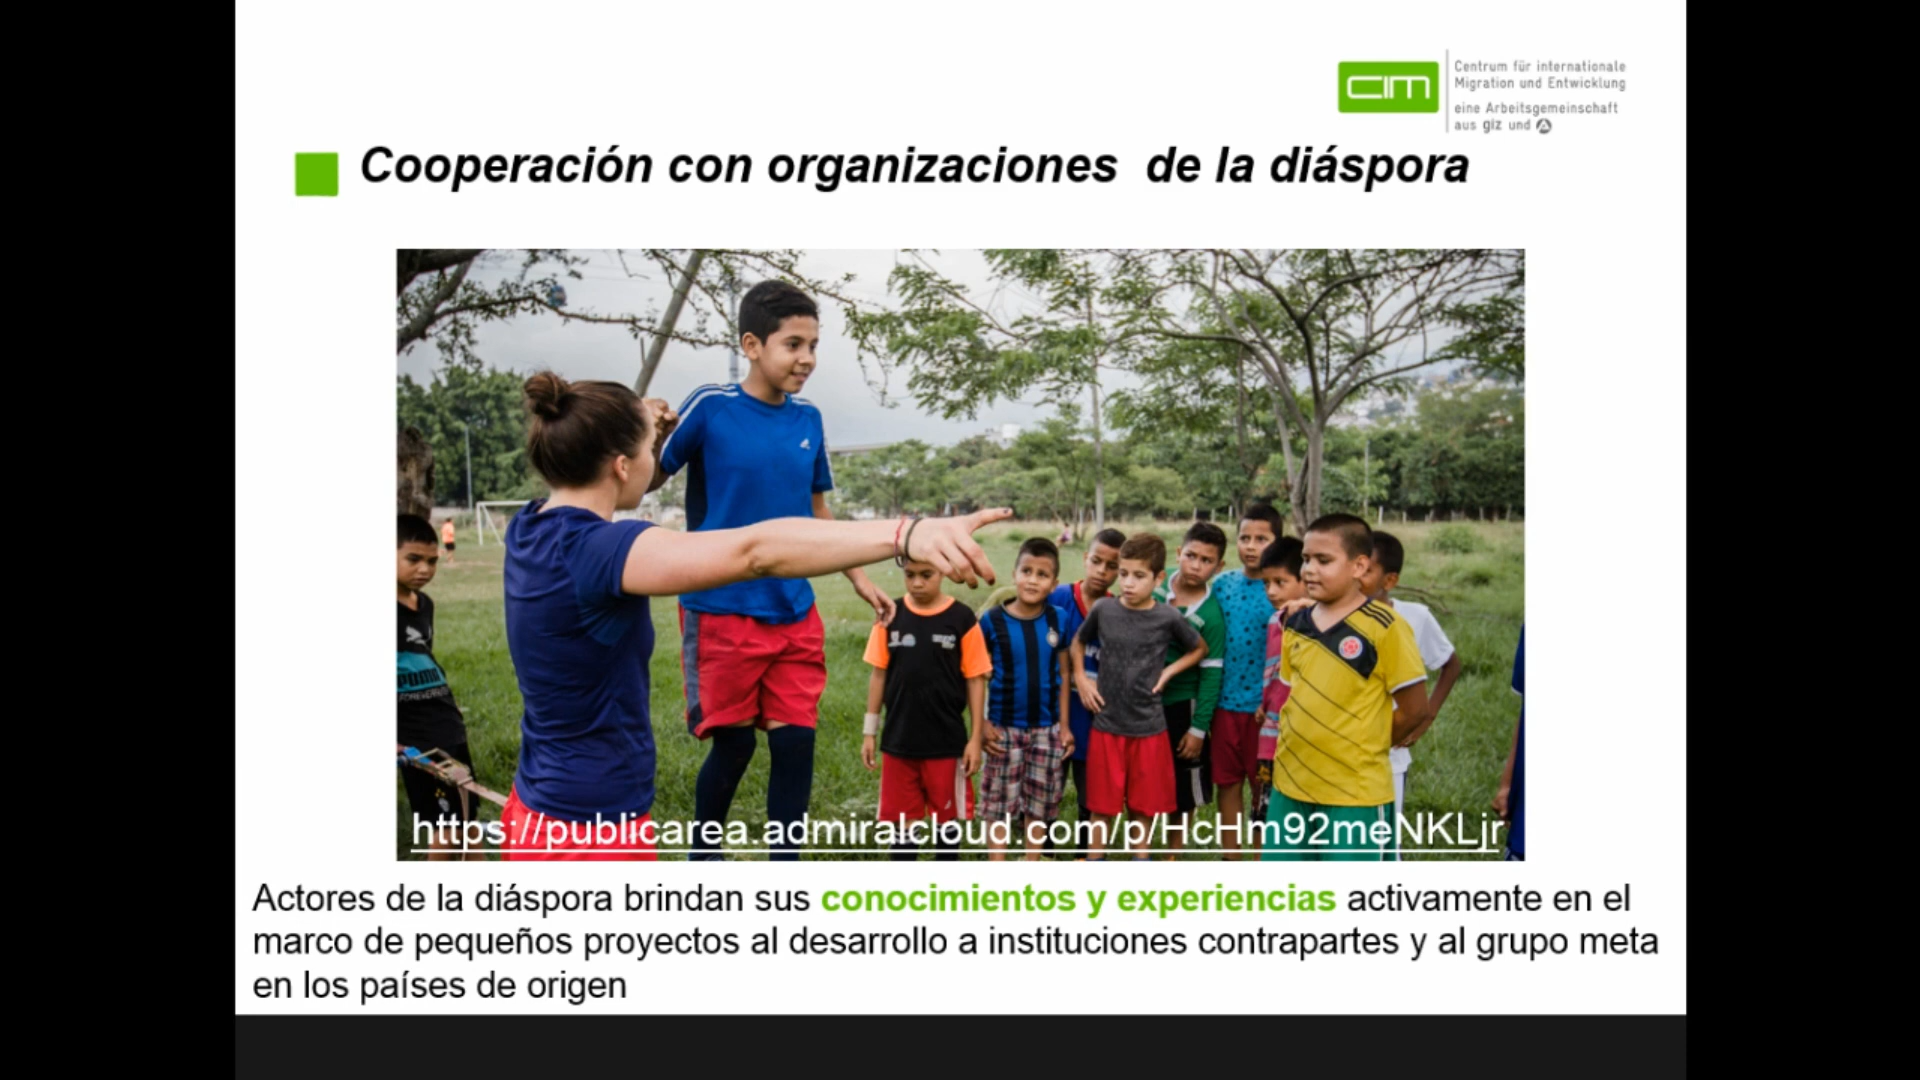 cim
Centrum für internationale
Migration und Entwicklung
eine Arbeitsgemeinschaft
aus giz und
Cooperación con organizaciones de la diáspora
https://publicarea.admiralcloud.com/p/HcHm92meNKLjr
Actores de la diáspora brindan sus conocimientos y experiencias activamente en el
marco de pequeños proyectos al desarrollo a instituciones contrapartes y al grupo meta
en los países de origen